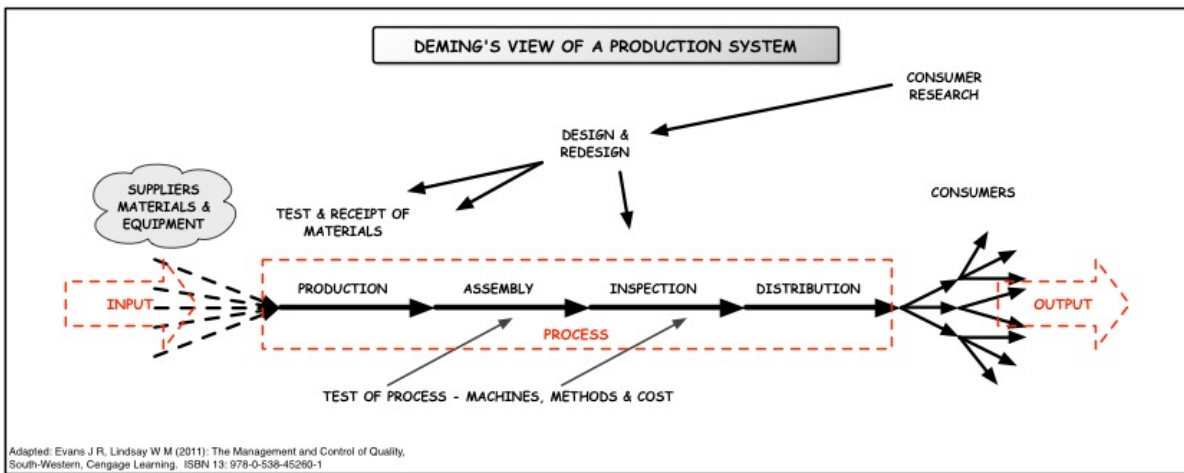 DEMING'S VIEW OF A PRODUCTION SYSTEM
CONSUMER
RESEARCH
DESIGN &
REDESIGN
SUPPLIERS
MATERIALS &
EQUIPMENT
TEST & RECEIPT OF
MATERIALS
CONSUMERS
INPUT
PRODUCTION
ASSEMBLY
INSPECTION
DISTRIBUTION
OUTPUT
PROCESS
TEST OF PROCESS - MACHINES, METHODS & COST
Adapted: Evans J R, Lindsay W M (2011): The Management and Control of Quality,
South-Western, Cengage Learning. ISBN 13: 978-0-538-45260-1